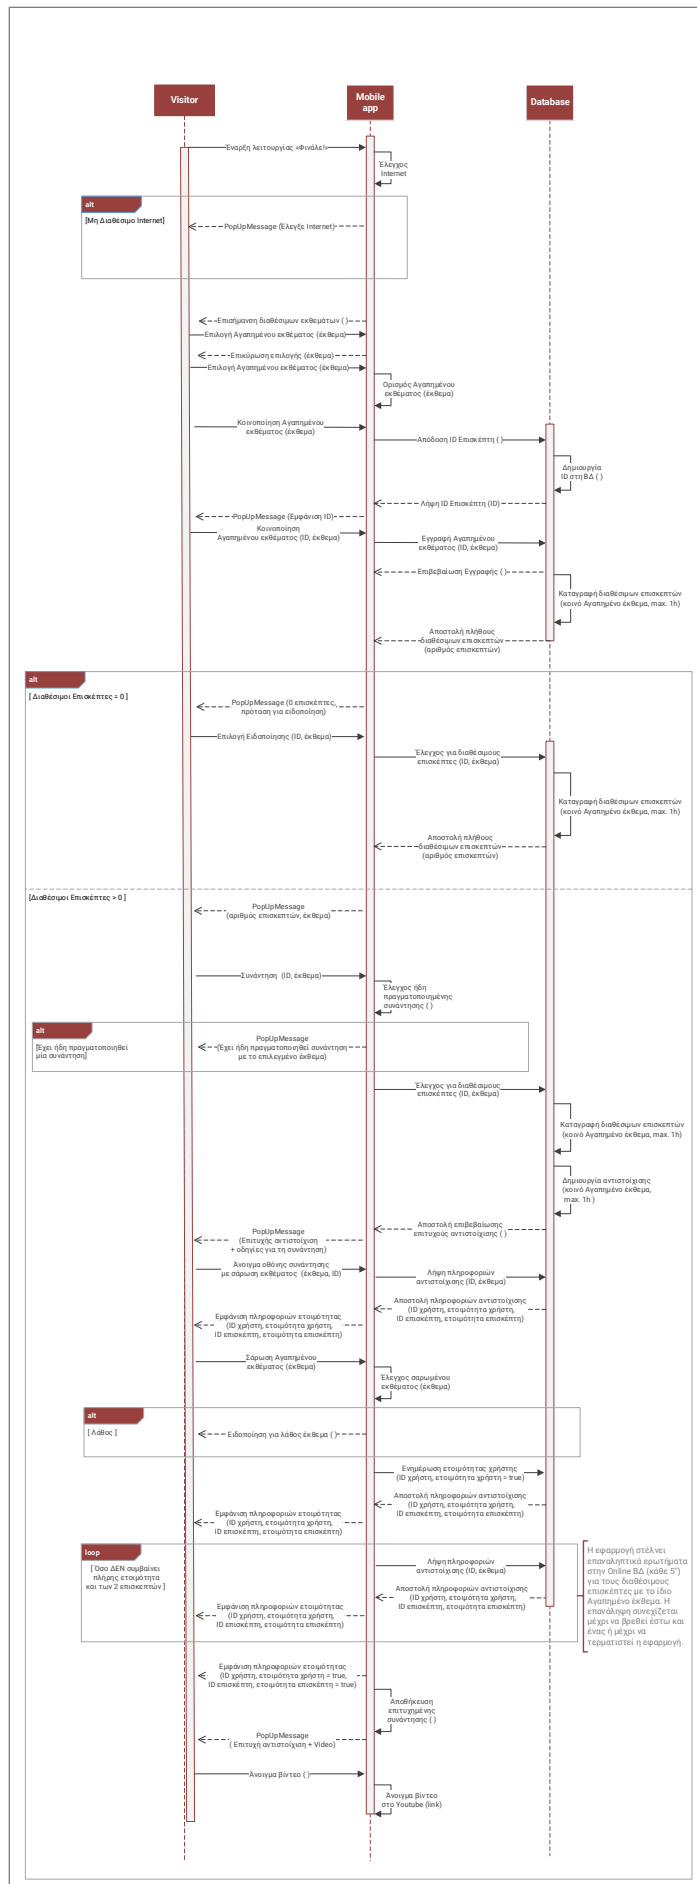 Visitor
Mobile
app
Database
Έναρξη λειτουργίας «Φινάλε!»
Έλεγχος
Internet
alt
[Μη Διαθέσιμο Internet]
PopUpMessage (Έλεγξε Internet)
Επισήμανση διαθέσιμων εκθεμάτων ( )
Επιλογή Αγαπημένου εκθέματος (έκθεμα)
Επικύρωση επιλογής (έκθεμα)
Επιλογή Αγαπημένου εκθέματος (έκθεμα)
Ορισμός Αγαπημένου
εκθέματος (έκθεμα)
Κοινοποίηση Αγαπημένου
εκθέματος (έκθεμα)
Απόδοση ID Επισκέπτη ( )
Δημιουργία
ID στη ΒΔ ( )
Λήψη ID Επισκέπτη (ID)
PopUpMessage (Εμφάνιση ID)
Κοινοποίηση
Αγαπημένου εκθέματος (ID, έκθεμα)
Εγγραφή Αγαπημένου
εκθέματος (ID, έκθεμα)
Επιβεβαίωση Εγγραφής ( )
Καταγραφή διαθέσιμων επισκεπτών
(κοινό Αγαπημένο έκθεμα, max. 1h)
Αποστολή πλήθους
διαθέσιμων επισκεπτών
(αριθμός επισκεπτών)
alt
[ Διαθέσιμοι Επισκέπτες = 0 ]
PopUpMessage (0 επισκέπτες,
πρόταση για ειδοποίηση)
Επιλογή Ειδοποίησης (ID, έκθεμα)
Έλεγχος για διαθέσιμους
επισκέπτες (ID, έκθεμα)
Καταγραφή διαθέσιμων επισκεπτών
(κοινό Αγαπημένο έκθεμα, max. 1h)
Αποστολή πλήθους
διαθέσιμων επισκεπτών
(αριθμός επισκεπτών)
[Διαθέσιμοι Επισκέπτες > 0 ]
PopUpMessage
(αριθμός επισκεπτών, έκθεμα)
Συνάντηση (ID, έκθεμα)
Έλεγχος ήδη
πραγματοποιημένης
συνάντησης ( )
alt
[Έχει ήδη πραγματοποιηθεί
μία συνάντηση]
PopUpMessage
(Έχει ήδη πραγματοποιηθεί συνάντηση
με το επιλεγμένο έκθεμα)
Έλεγχος για διαθέσιμους
επισκέπτες (ID, έκθεμα)
Καταγραφή διαθέσιμων επισκεπτών
(κοινό Αγαπημένο έκθεμα, max. 1h)
Δημιουργία αντιστοίχισης
(κοινό Αγαπημένο έκθεμα,
max. 1h )
Αποστολή επιβεβαίωσης
επιτυχούς αντιστοίχισης ( )
PopUpMessage
(Επιτυχής αντιστοίχιση
+ οδηγίες για τη συνάντηση)
Άνοιγμα οθόνης συνάντησης
με σάρωση εκθέματος (έκθεμα, ID)
Λήψη πληροφοριών
αντιστοίχισης (ID, έκθεμα)
Αποστολή πληροφοριών αντιστοίχισης
(ID χρήστη, ετοιμότητα χρήστη,
ID επισκέπτη, ετοιμότητα επισκέπτη)
Εμφάνιση πληροφοριών ετοιμότητας
(ID χρήστη, ετοιμότητα χρήστη,
ID επισκέπτη, ετοιμότητα επισκέπτη)
Σάρωση Αγαπημένου
εκθέματος (έκθεμα)
Έλεγχος σαρωμένου
εκθέματος (έκθεμα)
alt
[ Λάθος ]
Ειδοποίηση για λάθος έκθεμα ( )
Ενημέρωση ετοιμότητας χρήστης
(ID χρήστη, ετοιμότητα χρήστη = true)
Αποστολή πληροφοριών αντιστοίχισης
(ID χρήστη, ετοιμότητα χρήστη,
ID επισκέπτη, ετοιμότητα επισκέπτη)
Εμφάνιση πληροφοριών ετοιμότητας
(ID χρήστη, ετοιμότητα χρήστη,
ID επισκέπτη, ετοιμότητα επισκέπτη)
loop
[ Όσο ΔΕΝ συμβαίνει
πλήρης ετοιμότητα
και των 2 επισκεπτών ]
Λήψη πληροφοριών
αντιστοίχισης (ID, έκθεμα)
Αποστολή πληροφοριών αντιστοίχισης
(ID χρήστη, ετοιμότητα χρήστη,
ID επισκέπτη, ετοιμότητα επισκέπτη)
Εμφάνιση πληροφοριών ετοιμότητας
(ID χρήστη, ετοιμότητα χρήστη,
ID επισκέπτη, ετοιμότητα επισκέπτη)
Η εφαρμογή στέλνει
επαναληπτικά ερωτήματα
στην Online ΒΔ (κάθε 5")
για τους διαθέσιμους
επισκέπτες με το ίδιο
Αγαπημένο έκθεμα. Η
επανάληψη συνεχίζεται
μέχρι να βρεθεί έστω και
ένας ή μέχρι να
τερματιστεί η εφαρμογή.
Εμφάνιση πληροφοριών ετοιμότητας
(ID χρήστη, ετοιμότητα χρήστη = true,
ID επισκέπτη, ετοιμότητα επισκέπτη = true)
Αποθήκευση
επιτυχημένης
συνάντησης ( )
PopUpMessage
( Επιτυχή αντιστοίχιση + Video)
Άνοιγμα βίντεο ( )
Άνοιγμα βίντεο
στο Youtube (link)